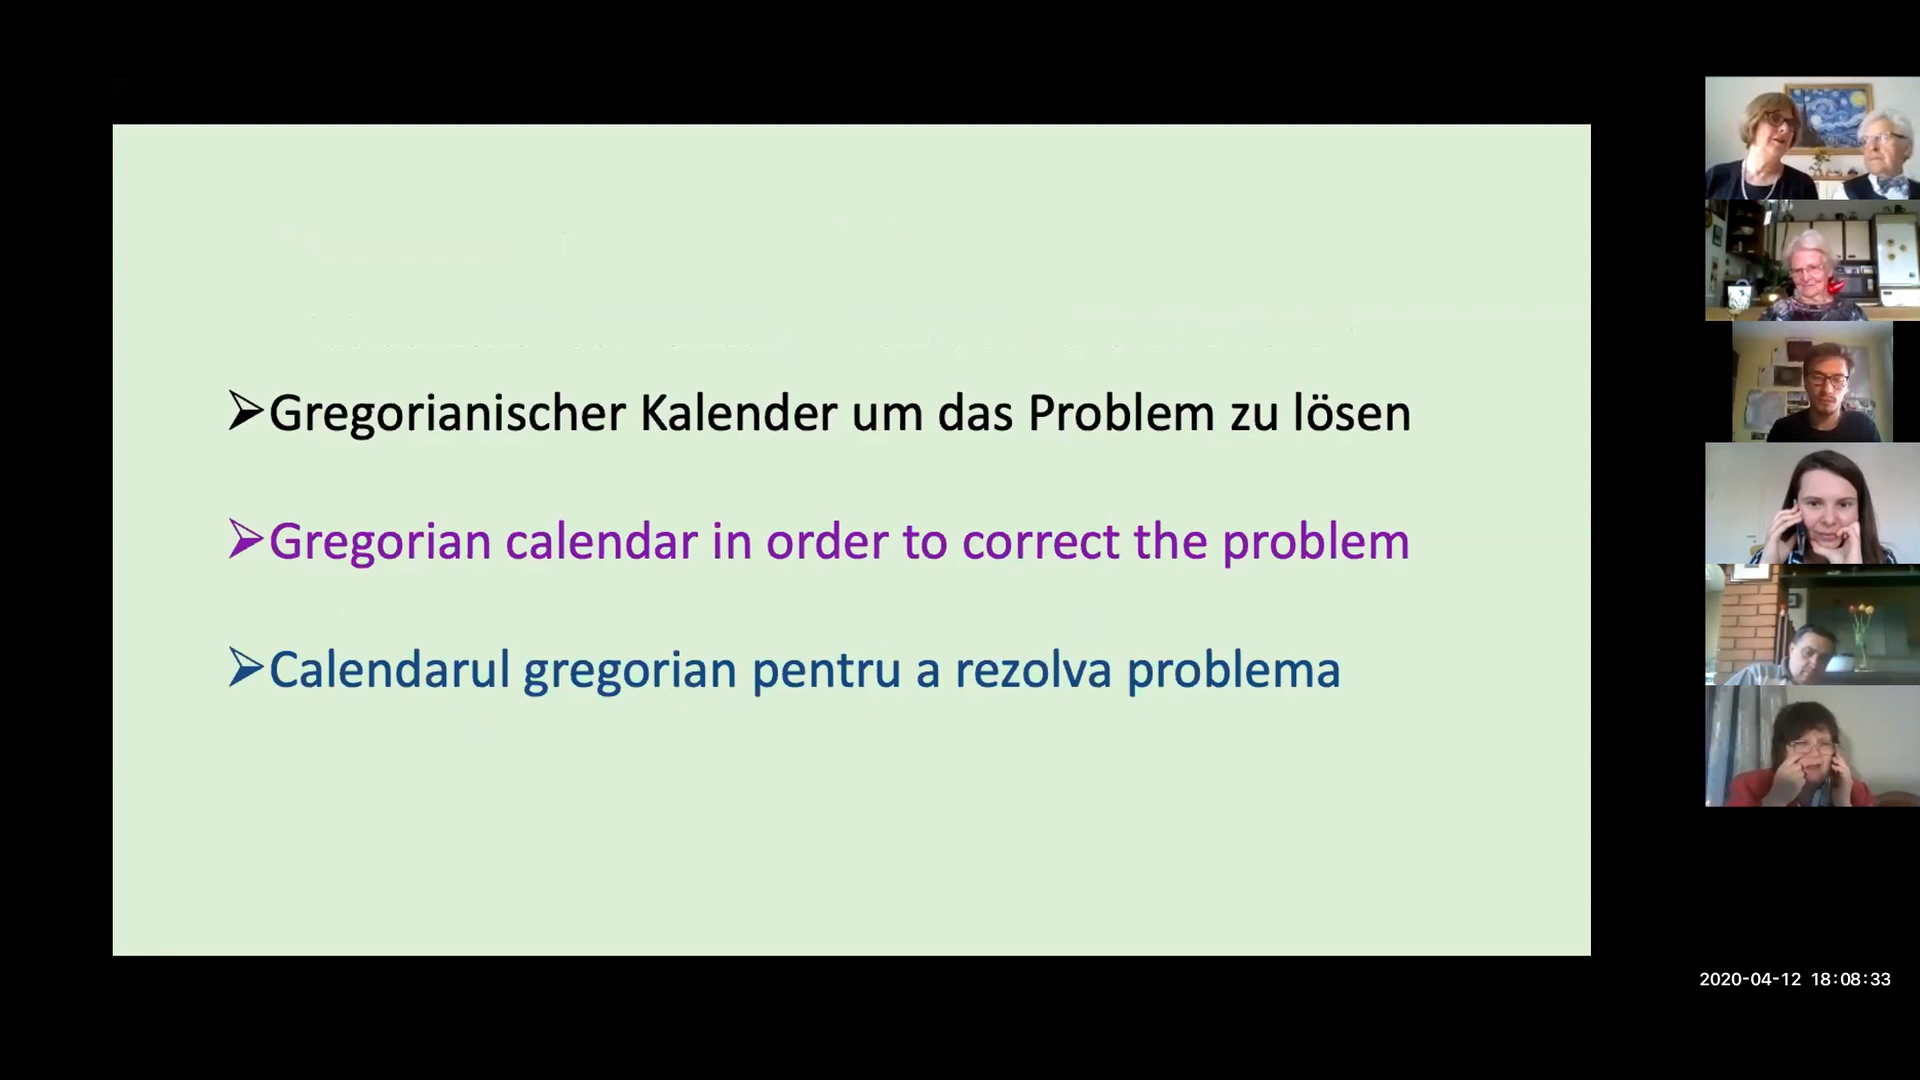 ➢Gregorianischer Kalender um das Problem zu lösen
➢Gregorian calendar in order to correct the problem
➢Calendarul gregorian pentru a rezolva problema
2020-04-12 18:08:33